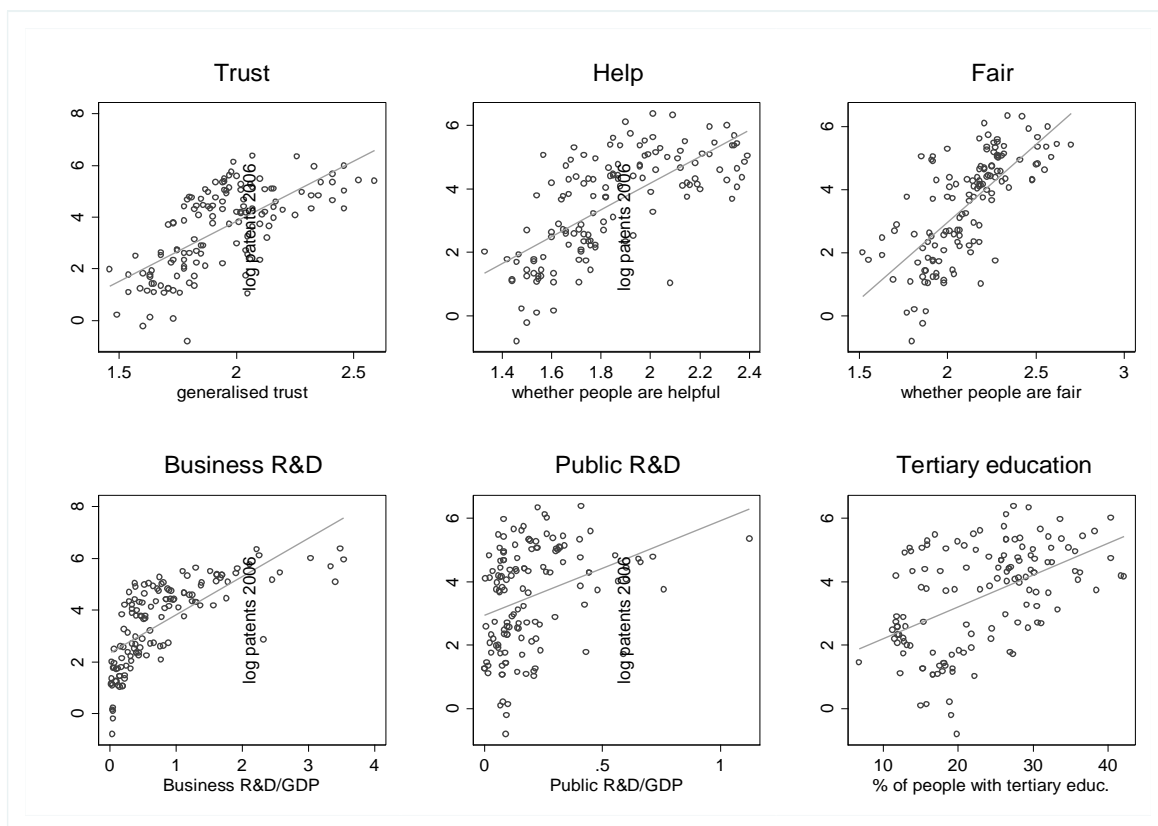 Trust
Help
Fair
8
6
4
2
0
log patents 2006
1.5 2 2.5
generalised trust
6
4
2
0
log patents 2006
1.4 1.6 1.8 2 2.2 2.4
whether people are helpful
6
4
2
0
1.5 2 2.5 3
whether people are fair
Business R&D
Public R&D
Tertiary education
8
6
4
2
0
log patents 2006
0 1 2 3 4
Business R&D/GDP
6
4
2
0
log patents 2006
0 .5 1
Public R&D/GDP
6
4
2
0
10 20 30 40
% of people with tertiary educ.